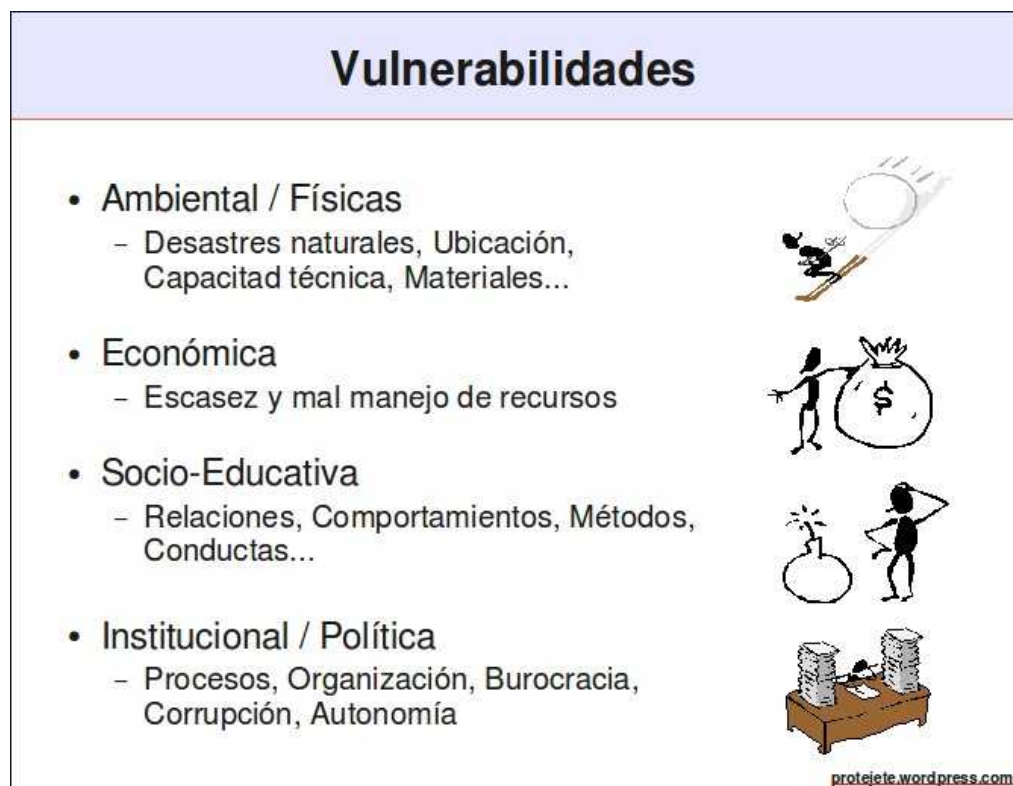 Vulnerabilidades
• Ambiental / Físicas
– Desastres naturales, Ubicación,
Capacitad técnica, Materiales...
• Económica
– Escasez y mal manejo de recursos
$
• Socio-Educativa
– Relaciones, Comportamientos, Métodos,
Conductas...
• Institucional / Política
– Procesos, Organización, Burocracia,
Corrupción, Autonomía
protejete.wordpress.com